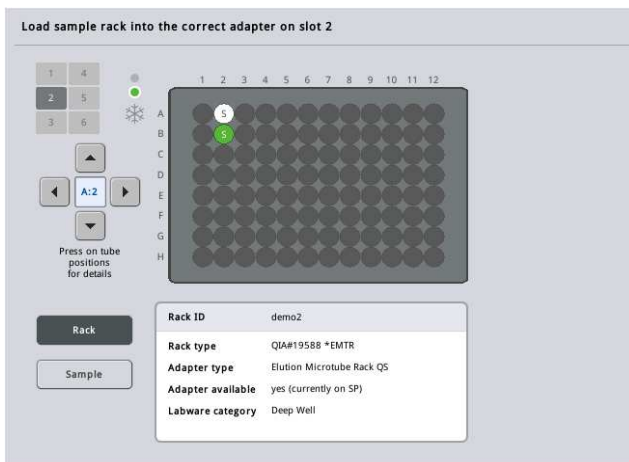 Load sample rack into the correct adapter on slot 2
1 4
2 5
3 6
1 2 3 4 5 6 7 8 9 10 11 12
A S
B S
C
D
E
F
G
H
A:2
Press on tube
positions
for details
Rack
Sample
Rack ID demo2
Rack type QIA#19588 *EMTR
Adapter type Elution Microtube Rack QS
Adapter available yes (currently on SP)
Labware category Deep Well